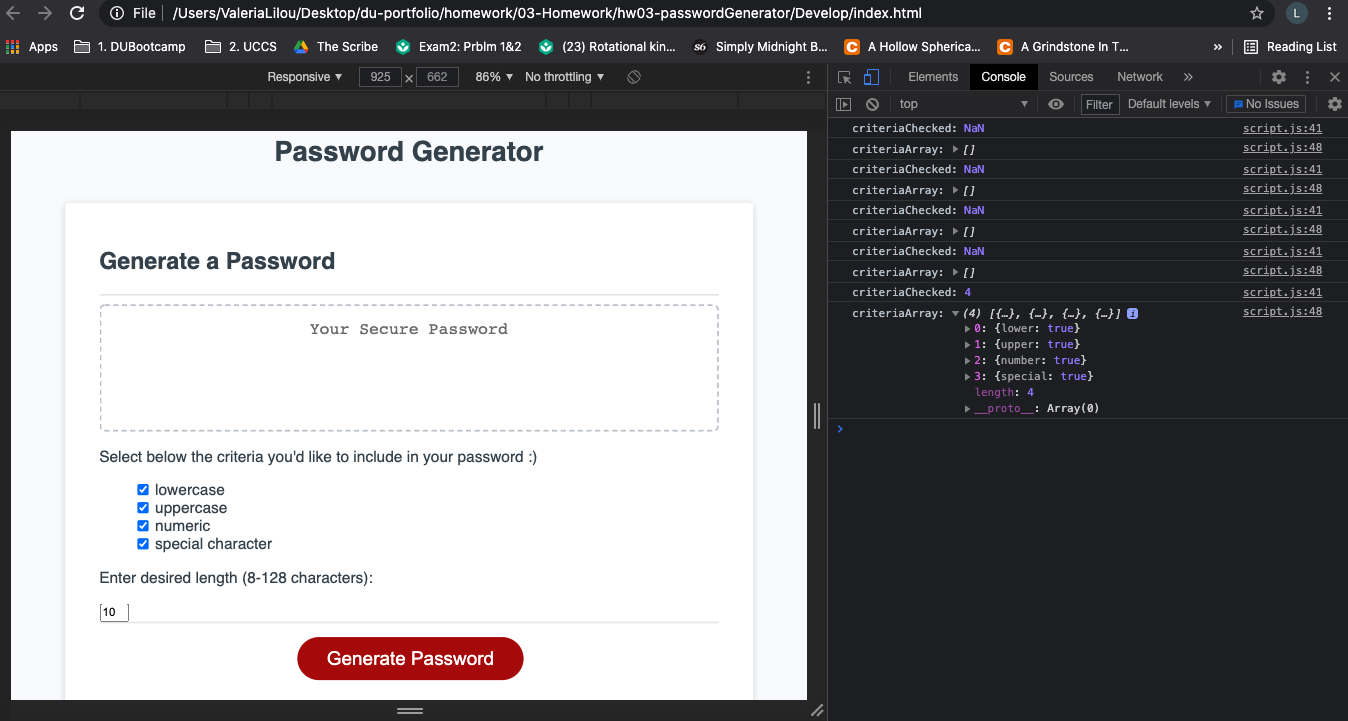 File /Users/ValeriaLilou/Desktop/du-portfolio/homework/03-Homework/hw03-passwordGenerator/Develop/index.html L
Apps 1. DUBootcamp 2. UCCS The Scribe Exam2: Prblm 1&2 (23) Rotational kin... S6 Simply Midnight B... C A Hollow Spherica... C A Grindstone In T... » Reading List
Responsive ▼ 925 × 662 86% ▼ No throttling ▼
Elements Console Sources Network »
top ▼ Filter Default levels ▼ No Issues
Password Generator
Generate a Password
Your Secure Password
Select below the criteria you'd like to include in your password :)
lowercase
uppercase
numeric
special character
Enter desired length (8-128 characters):
10
Generate Password
criteriaChecked: NaN script.js:41
criteriaArray: ▶ [] script.js:48
criteriaChecked: NaN script.js:41
criteriaArray: ▶ [] script.js:48
criteriaChecked: NaN script.js:41
criteriaArray: ▶ [] script.js:48
criteriaChecked: NaN script.js:41
criteriaArray: ▶ [] script.js:48
criteriaChecked: 4 script.js:41
criteriaArray: ▼ (4) [{…}, {…}, {…}, {…}] i script.js:48
▶ 0: {lower: true}
▶ 1: {upper: true}
▶ 2: {number: true}
▶ 3: {special: true}
length: 4
▶ __proto__: Array(0)
>